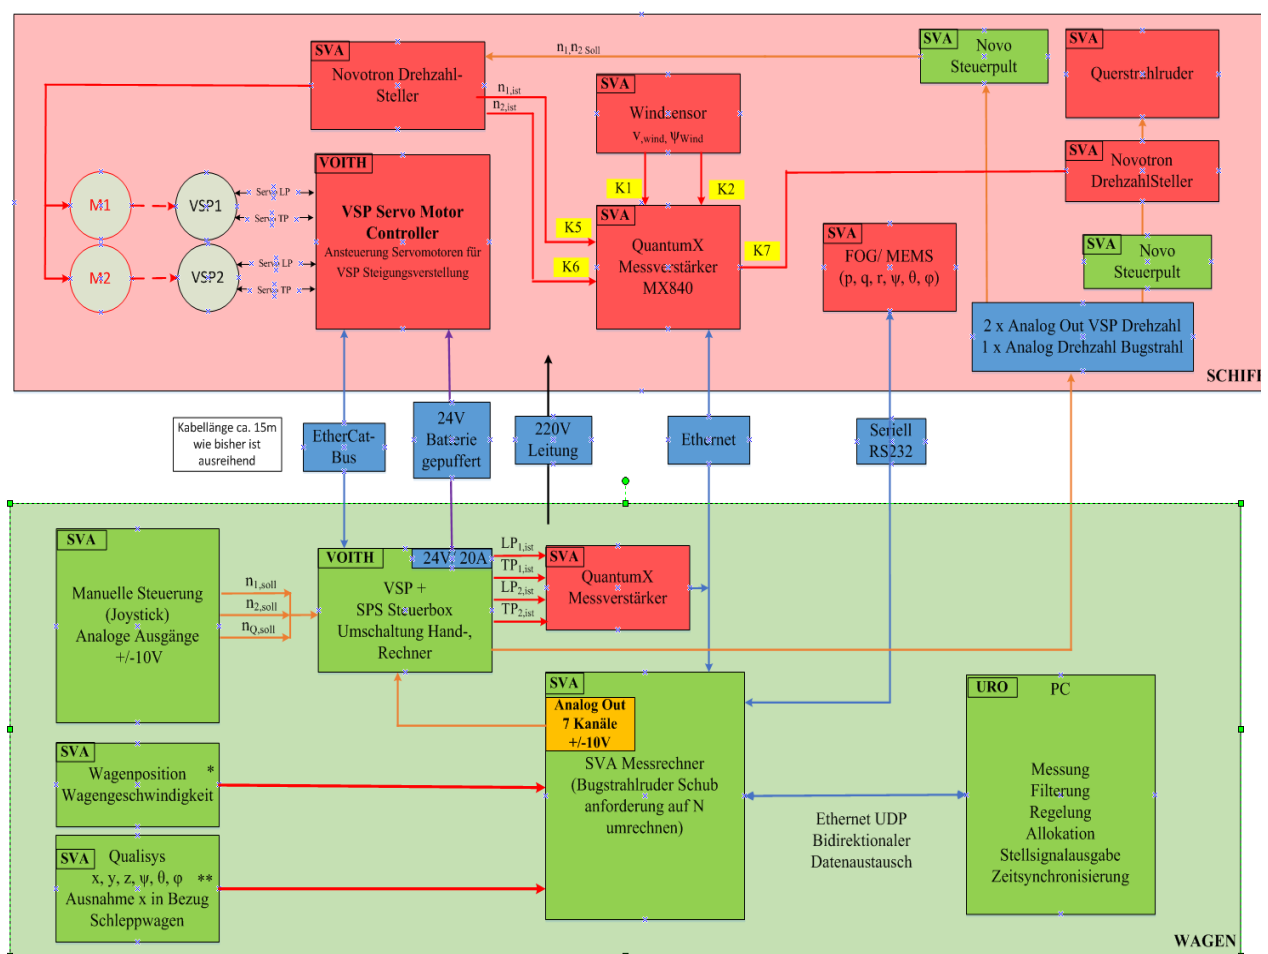 SVA
Novotron Drehzahl-
Steller
n1,ist
n2,ist
n1,n2 Soll
SVA
Novo
Steuerpult
SVA
Querstrahlruder
SVA
Windsensor
v,wind, ψWind
SVA
Novotron
DrehzahlSteller
VOITH
VSP Servo Motor
Controller
Ansteuerung Servomotoren für
VSP Steigungsverstellung
M1
VSP1
Servo LP
Servo TP
M2
VSP2
Servo LP
Servo TP
K1
K2
K5
K6
K7
SVA
QuantumX
Messverstärker
MX840
SVA
FOG/ MEMS
(p, q, r, ψ, θ, φ)
SVA
Novo
Steuerpult
2 x Analog Out VSP Drehzahl
1 x Analog Drehzahl Bugstrahl
SCHIFF
Kabellänge ca. 15m
wie bisher ist
ausreihend
EtherCat-
Bus
24V
Batterie
gepuffert
220V
Leitung
Ethernet
Seriell
RS232
SVA
Manuelle Steuerung
(Joystick)
Analoge Ausgänge
+/-10V
n1,soll
n2,soll
nQ,soll
VOITH
24V/ 20A
VSP +
SPS Steuerbox
Umschaltung Hand-,
Rechner
LP1,ist
TP1,ist
LP2,ist
TP2,ist
SVA
QuantumX
Messverstärker
SVA
Analog Out
7 Kanäle
+/-10V
SVA Messrechner
(Bugstrahlruder Schub
anforderung auf N
umrechnen)
SVA
Wagenposition *
Wagengeschwindigkeit
SVA
Qualisys
x, y, z, ψ, θ, φ **
Ausnahme x in Bezug
Schleppwagen
Ethernet UDP
Bidirektionaler
Datenaustausch
URO
PC
Messung
Filterung
Regelung
Allokation
Stellsignalausgabe
Zeitsynchronisierung
WAGEN